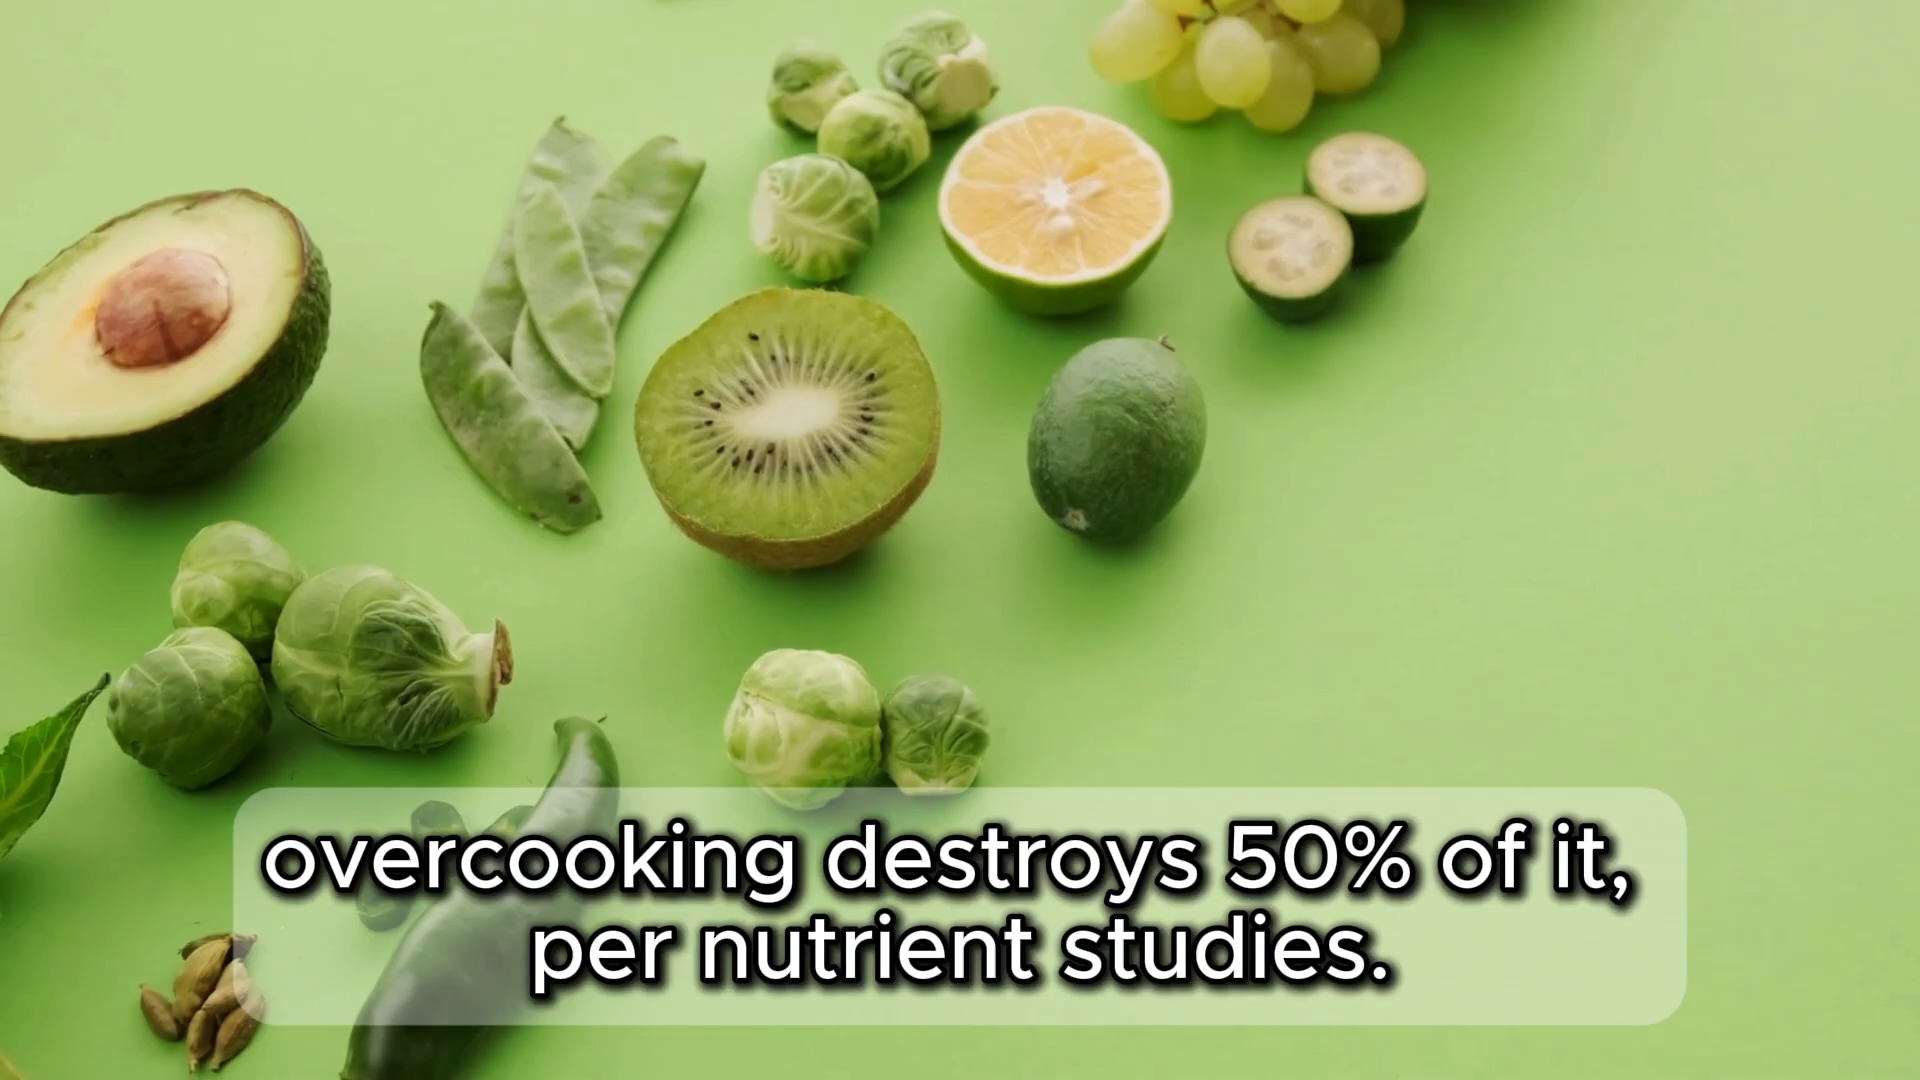 overcooking destroys 50% of it,
per nutrient studies.